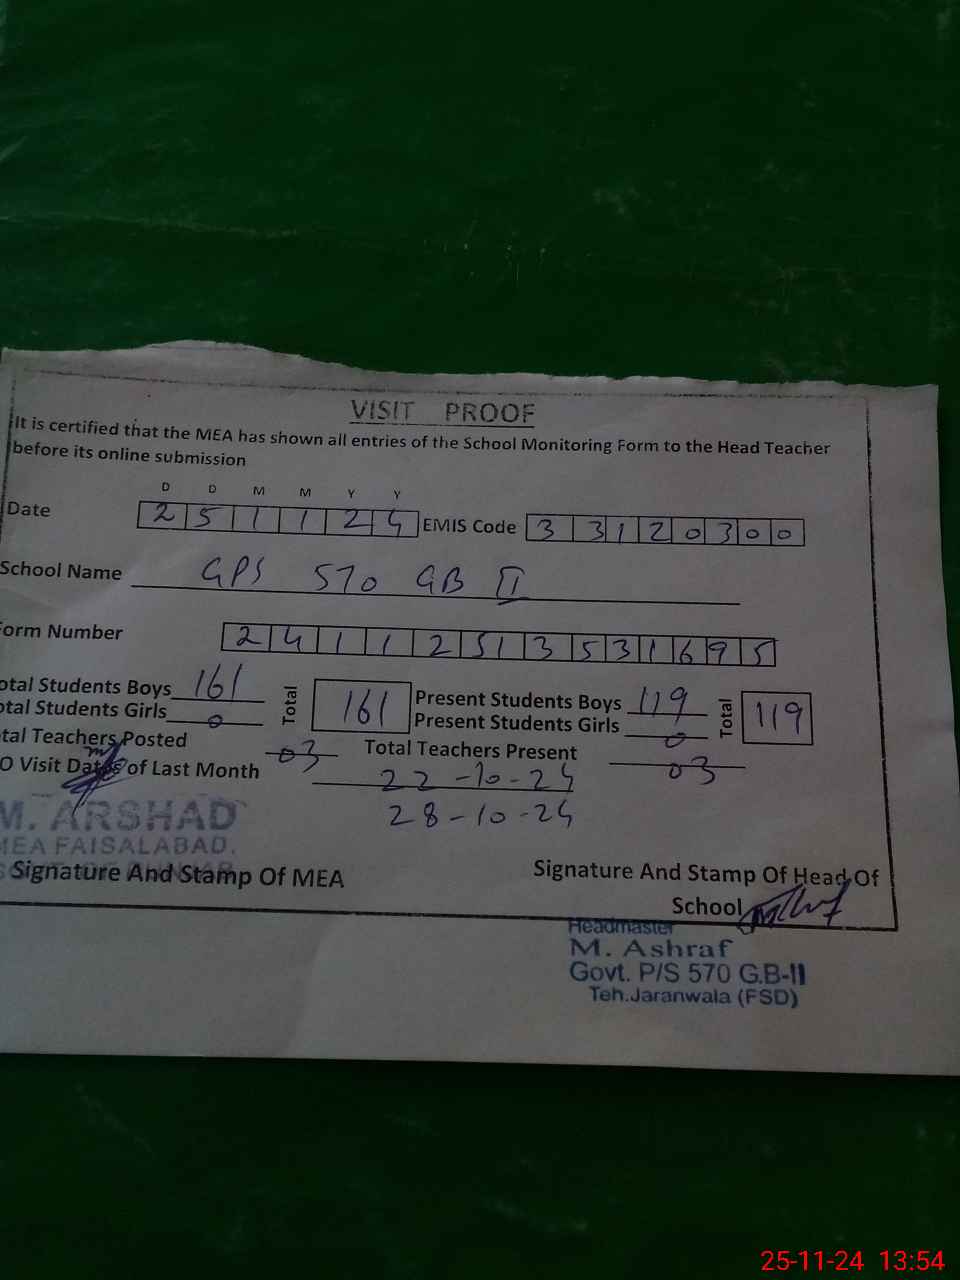 VISIT PROOF
It is certified that the MEA has shown all entries of the School Monitoring Form to the Head Teacher
before its online submission
D D M M Y Y
Date 2 5 1 1 2 4 EMIS Code 3 3 1 2 0 3 0 0
School Name GPS 570 GB II
orm Number 2 4 1 1 2 5 1 3 5 3 1 6 9 5
otal Students Boys 161 Total 161 Present Students Boys 119 Total 119
otal Students Girls 0 Present Students Girls 0
tal Teachers Posted 03 Total Teachers Present 03
O Visit Dates of Last Month 22-10-24
28-10-24
M. ARSHAD
MEA FAISALABAD.
Signature And Stamp Of MEA
Signature And Stamp Of Head Of
School
Headmaster
M. Ashraf
Govt. P/S 570 G.B-II
Teh.Jaranwala (FSD)
25-11-24 13:54